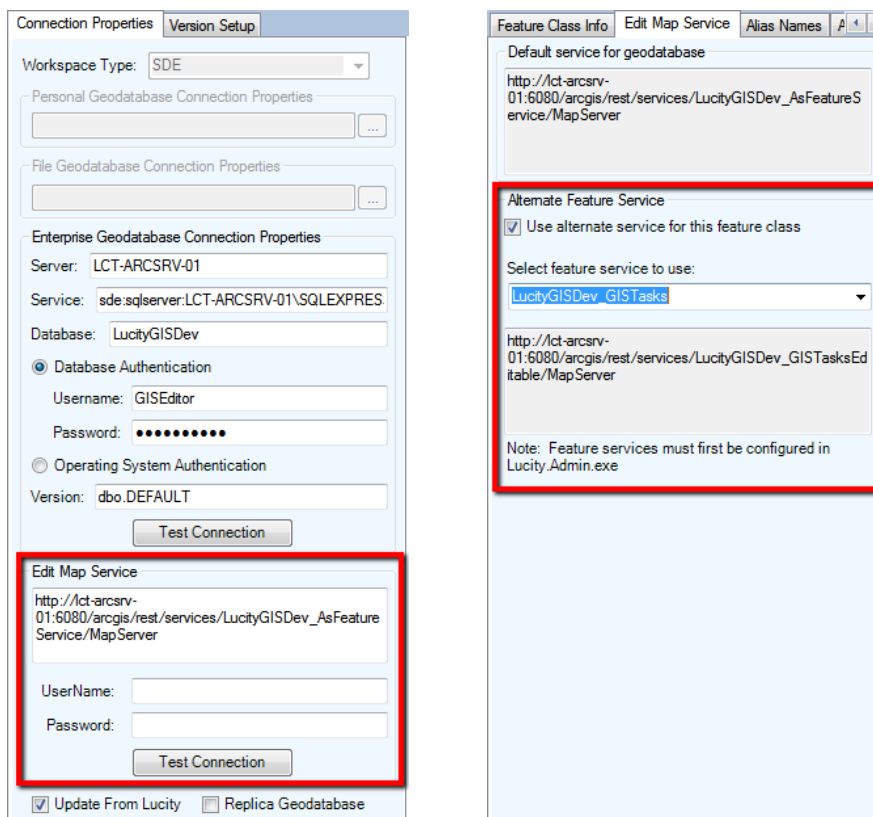 Connection Properties
Version Setup
Workspace Type: SDE
Personal Geodatabase Connection Properties
...
File Geodatabase Connection Properties
...
Enterprise Geodatabase Connection Properties
Server: LCT-ARCSRV-01
Service: sde:sqlserver:LCT-ARCSRV-01\SQLEXPRES
Database: LucityGISDev
Database Authentication
Username: GISEditor
Password: ●●●●●●●●●●
Operating System Authentication
Version: dbo.DEFAULT
Test Connection
Edit Map Service
http://lct-arcsrv-
01:6080/arcgis/rest/services/LucityGISDev_AsFeature
Service/MapServer
UserName:
Password:
Test Connection
Update From Lucity
Replica Geodatabase
Feature Class Info
Edit Map Service
Alias Names
Default service for geodatabase
http://lct-arcsrv-
01:6080/arcgis/rest/services/LucityGISDev_AsFeatureS
ervice/MapServer
Alternate Feature Service
Use alternate service for this feature class
Select feature service to use:
LucityGISDev_GISTasks
http://lct-arcsrv-
01:6080/arcgis/rest/services/LucityGISDev_GISTasksEd
itable/MapServer
Note: Feature services must first be configured in
Lucity.Admin.exe